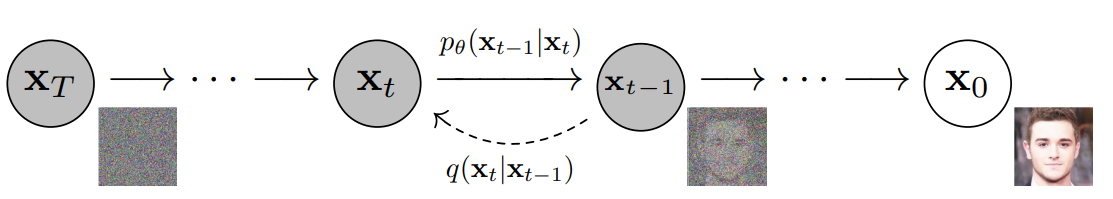 p_θ(x_{t−1}|x_t)
x_T ⟶ ··· ⟶ x_t ⟶ x_{t−1} ⟶ ··· ⟶ x_0
q(x_t|x_{t−1})